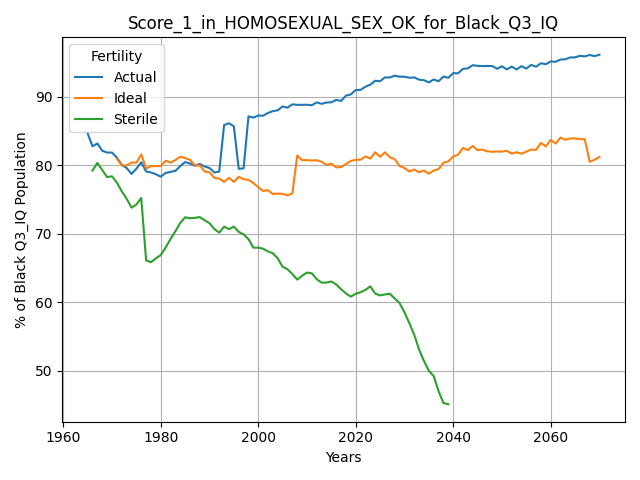 Score_1_in_HOMOSEXUAL_SEX_OK_for_Black_Q3_IQ
Fertility
Actual
Ideal
Sterile
% of Black Q3_IQ Population
90
80
70
60
50
1960
1980
2000
2020
2040
2060
Years